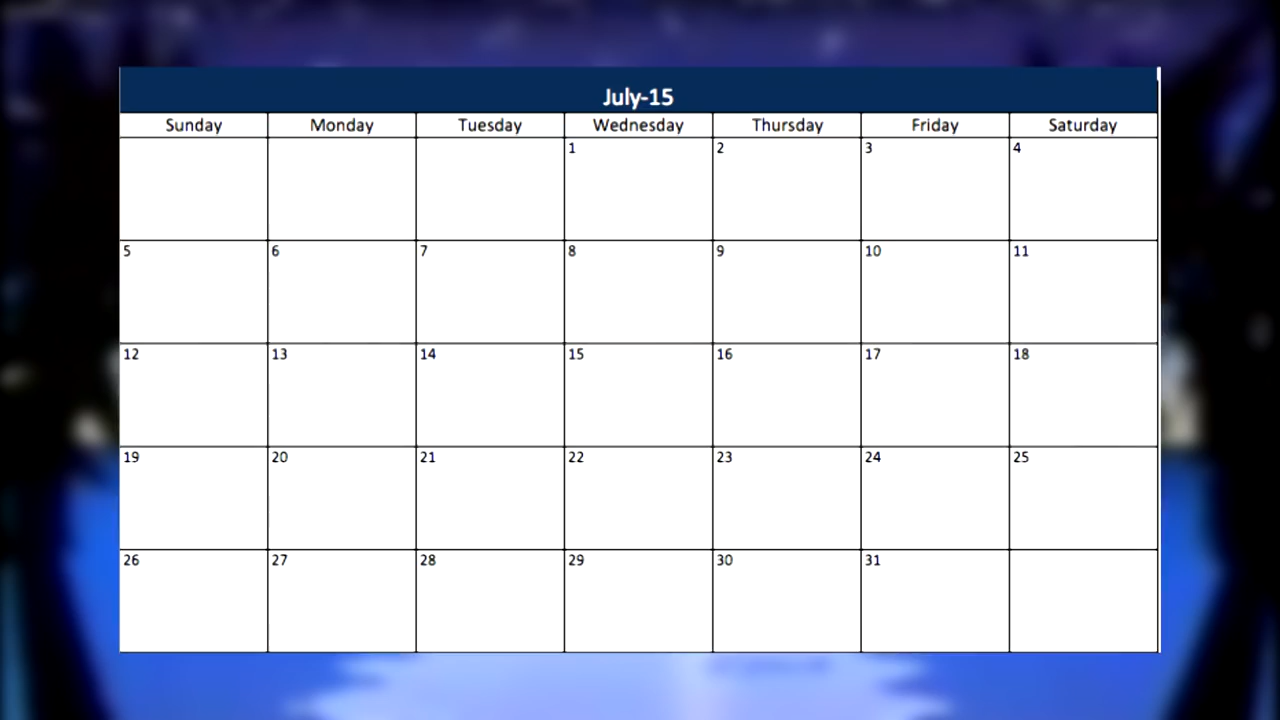 July-15
Sunday Monday Tuesday Wednesday Thursday Friday Saturday
1 2 3 4
5 6 7 8 9 10 11
12 13 14 15 16 17 18
19 20 21 22 23 24 25
26 27 28 29 30 31